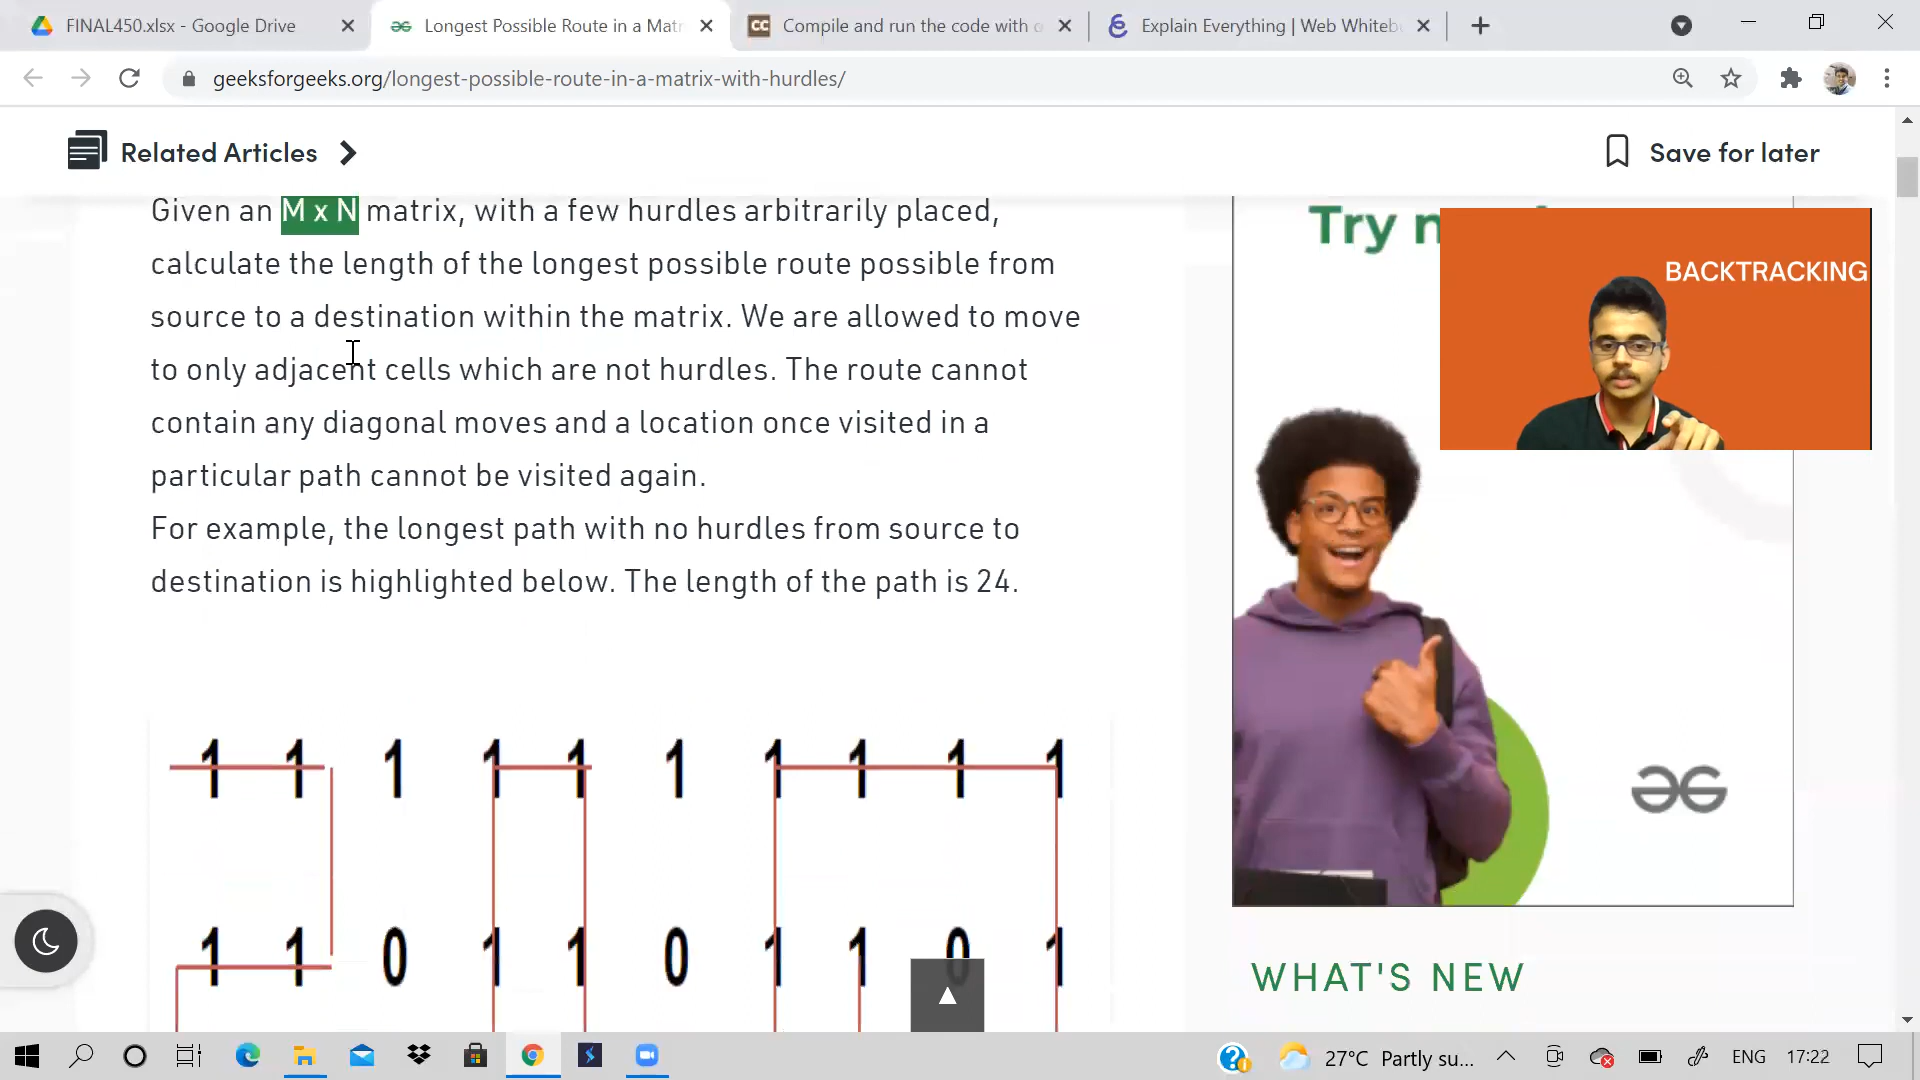 FINAL450.xlsx - Google Drive
Longest Possible Route in a Matr
Compile and run the code with o
Explain Everything | Web Whitebo
geeksforgeeks.org/longest-possible-route-in-a-matrix-with-hurdles/
Related Articles
Save for later
Given an M x N matrix, with a few hurdles arbitrarily placed,
calculate the length of the longest possible route possible from
source to a destination within the matrix. We are allowed to move
to only adjacent cells which are not hurdles. The route cannot
contain any diagonal moves and a location once visited in a
particular path cannot be visited again.
For example, the longest path with no hurdles from source to
destination is highlighted below. The length of the path is 24.
1 1 1 1 1 1 1 1 1 1
1 1 0 1 1 0 1 1 0 1
Try n
BACKTRACKING
WHAT'S NEW
27°C Partly su...
ENG
17:22